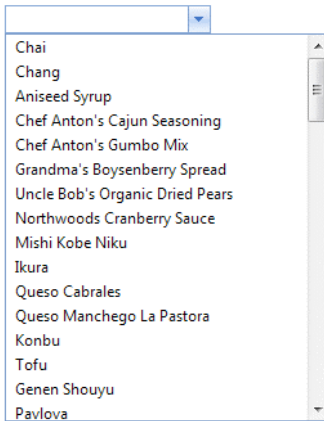 Chai
Chang
Aniseed Syrup
Chef Anton's Cajun Seasoning
Chef Anton's Gumbo Mix
Grandma's Boysenberry Spread
Uncle Bob's Organic Dried Pears
Northwoods Cranberry Sauce
Mishi Kobe Niku
Ikura
Queso Cabrales
Queso Manchego La Pastora
Konbu
Tofu
Genen Shouyu
Pavlova